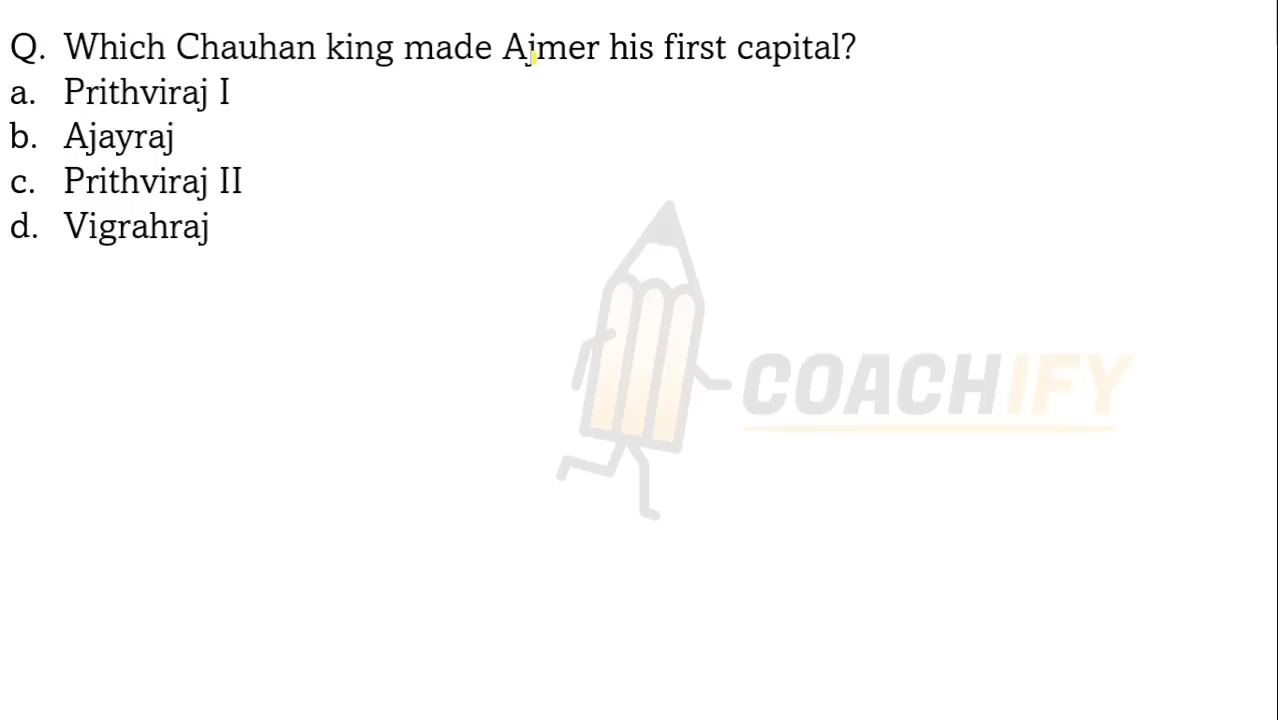 Q. Which Chauhan king made Ajmer his first capital?
a. Prithviraj I
b. Ajayraj
c. Prithviraj II
d. Vigrahraj
COACHIFY